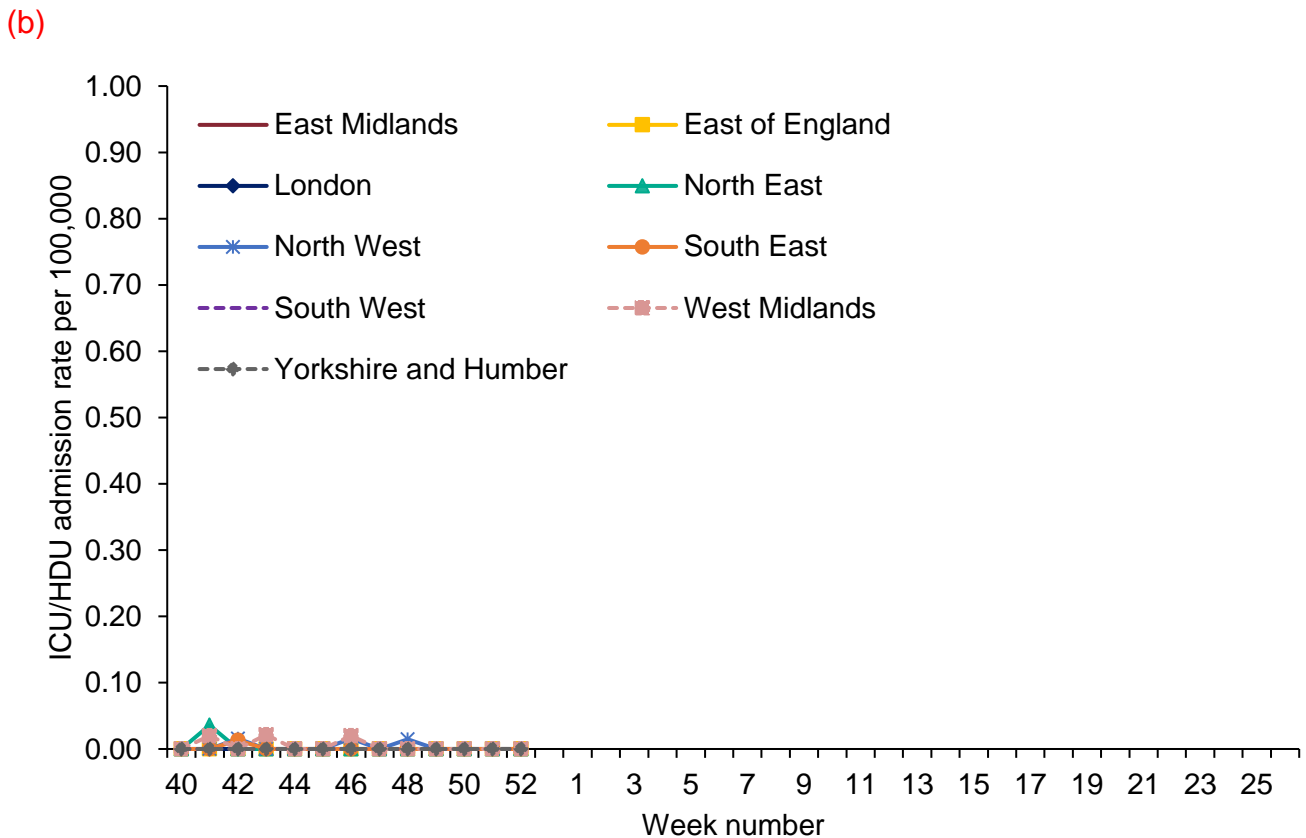 (b)
ICU/HDU admission rate per 100,000
1.00
0.90
0.80
0.70
0.60
0.50
0.40
0.30
0.20
0.10
0.00
East Midlands
East of England
London
North East
North West
South East
South West
West Midlands
Yorkshire and Humber
40 42 44 46 48 50 52 1 3 5 7 9 11 13 15 17 19 21 23 25
Week number